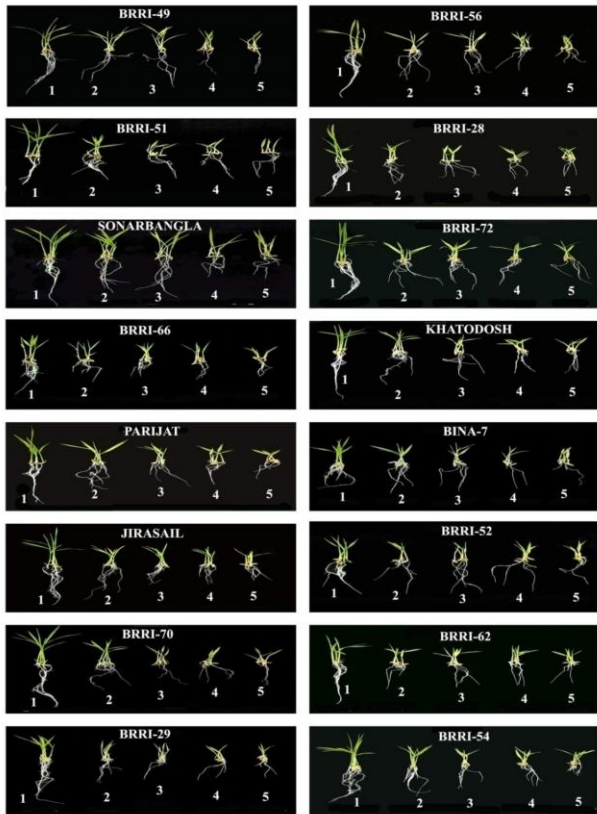 BRRI-49
1 2 3 4 5
BRRI-56
1 2 3 4 5
BRRI-51
1 2 3 4 5
BRRI-28
1 2 3 4 5
SONARBANGLA
1 2 3 4 5
BRRI-72
1 2 3 4 5
BRRI-66
1 2 3 4 5
KHATODOSH
1 2 3 4 5
PARIJAT
1 2 3 4 5
BINA-7
1 2 3 4 5
JIRASAIL
1 2 3 4 5
BRRI-52
1 2 3 4 5
BRRI-70
1 2 3 4 5
BRRI-62
1 2 3 4 5
BRRI-29
1 2 3 4 5
BRRI-54
1 2 3 4 5